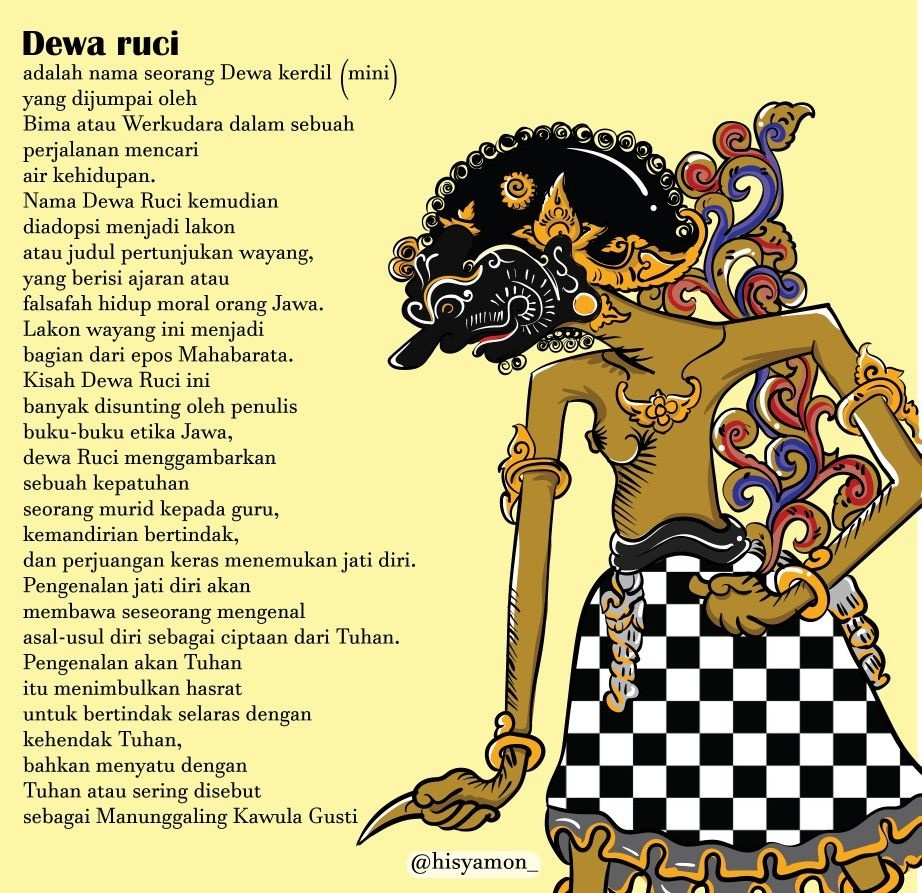 Dewa ruci
adalah nama seorang Dewa kerdil (mini)
yang dijumpai oleh
Bima atau Werkudara dalam sebuah
perjalanan mencari
air kehidupan.
Nama Dewa Ruci kemudian
diadopsi menjadi lakon
atau judul pertunjukan wayang,
yang berisi ajaran atau
falsafah hidup moral orang Jawa.
Lakon wayang ini menjadi
bagian dari epos Mahabarata.
Kisah Dewa Ruci ini
banyak disunting oleh penulis
buku-buku etika Jawa,
dewa Ruci menggambarkan
sebuah kepatuhan
seorang murid kepada guru,
kemandirian bertindak,
dan perjuangan keras menemukan jati diri.
Pengenalan jati diri akan
membawa seseorang mengenal
asal-usul diri sebagai ciptaan dari Tuhan.
Pengenalan akan Tuhan
itu menimbulkan hasrat
untuk bertindak selaras dengan
kehendak Tuhan,
bahkan menyatu dengan
Tuhan atau sering disebut
sebagai Manunggaling Kawula Gusti
@hisyamon_